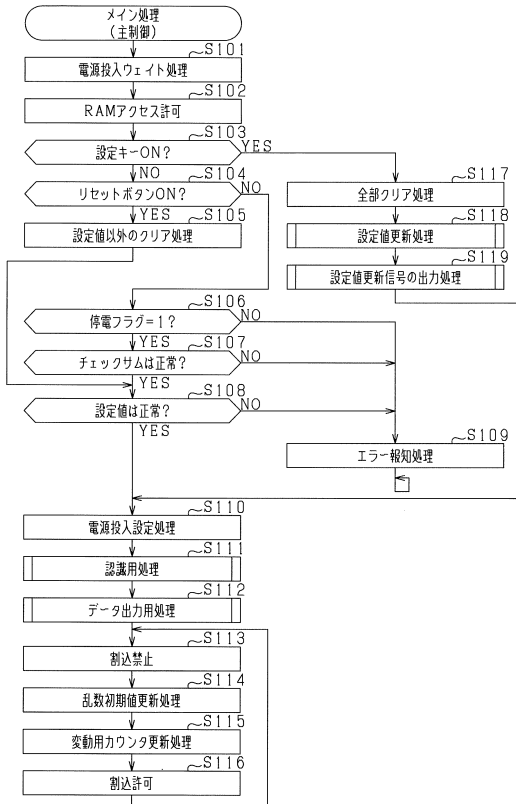 メイン処理
(主制御)
S101
電源投入ウェイト処理
S102
RAMアクセス許可
S103
設定キーON?
YES
NO
S104
リセットボタンON?
NO
YES
S105
設定値以外のクリア処理
S117
全部クリア処理
S118
設定値更新処理
S119
設定値更新信号の出力処理
S106
停電フラグ=1?
NO
YES
S107
チェックサムは正常?
NO
YES
S108
設定値は正常?
NO
YES
S109
エラー報知処理
S110
電源投入設定処理
S111
認識用処理
S112
データ出力用処理
S113
割込禁止
S114
乱数初期値更新処理
S115
変動用カウンタ更新処理
S116
割込許可